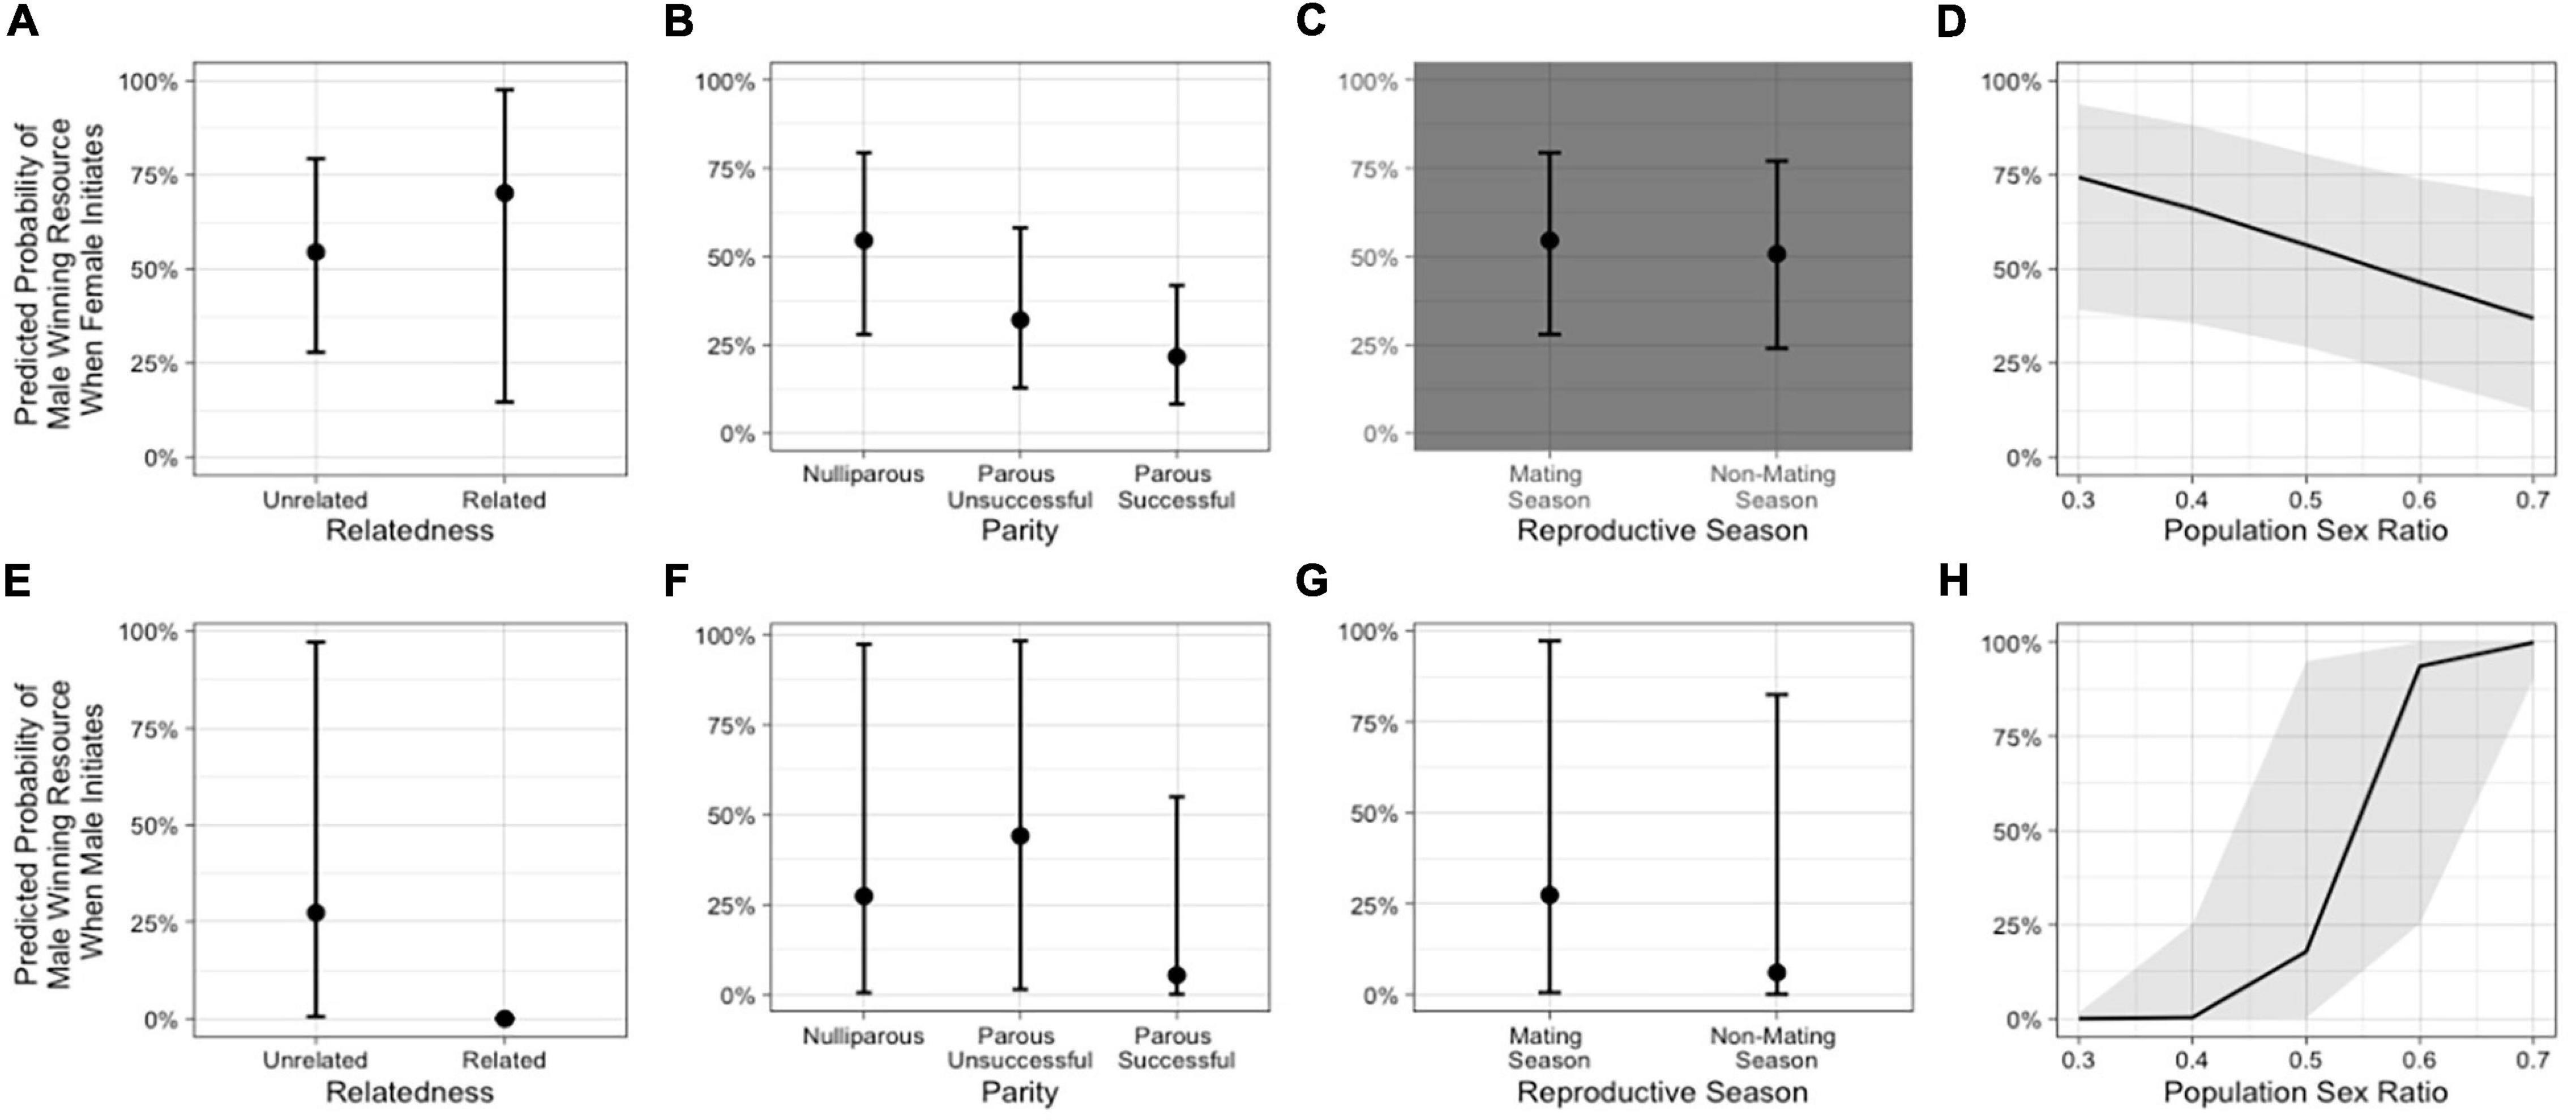 A
B
C
D
Predicted Probability of
Male Winning Resource
When Female Initiates
100%
75%
50%
25%
0%
Unrelated
Related
Relatedness
100%
75%
50%
25%
0%
Nulliparous
Parous
Unsuccessful
Parous
Successful
Parity
100%
75%
50%
25%
0%
Mating
Season
Non-Mating
Season
Reproductive Season
100%
75%
50%
25%
0%
0.3
0.4
0.5
0.6
0.7
Population Sex Ratio
E
F
G
H
Predicted Probability of
Male Winning Resource
When Male Initiates
100%
75%
50%
25%
0%
Unrelated
Related
Relatedness
100%
75%
50%
25%
0%
Nulliparous
Parous
Unsuccessful
Parous
Successful
Parity
100%
75%
50%
25%
0%
Mating
Season
Non-Mating
Season
Reproductive Season
100%
75%
50%
25%
0%
0.3
0.4
0.5
0.6
0.7
Population Sex Ratio